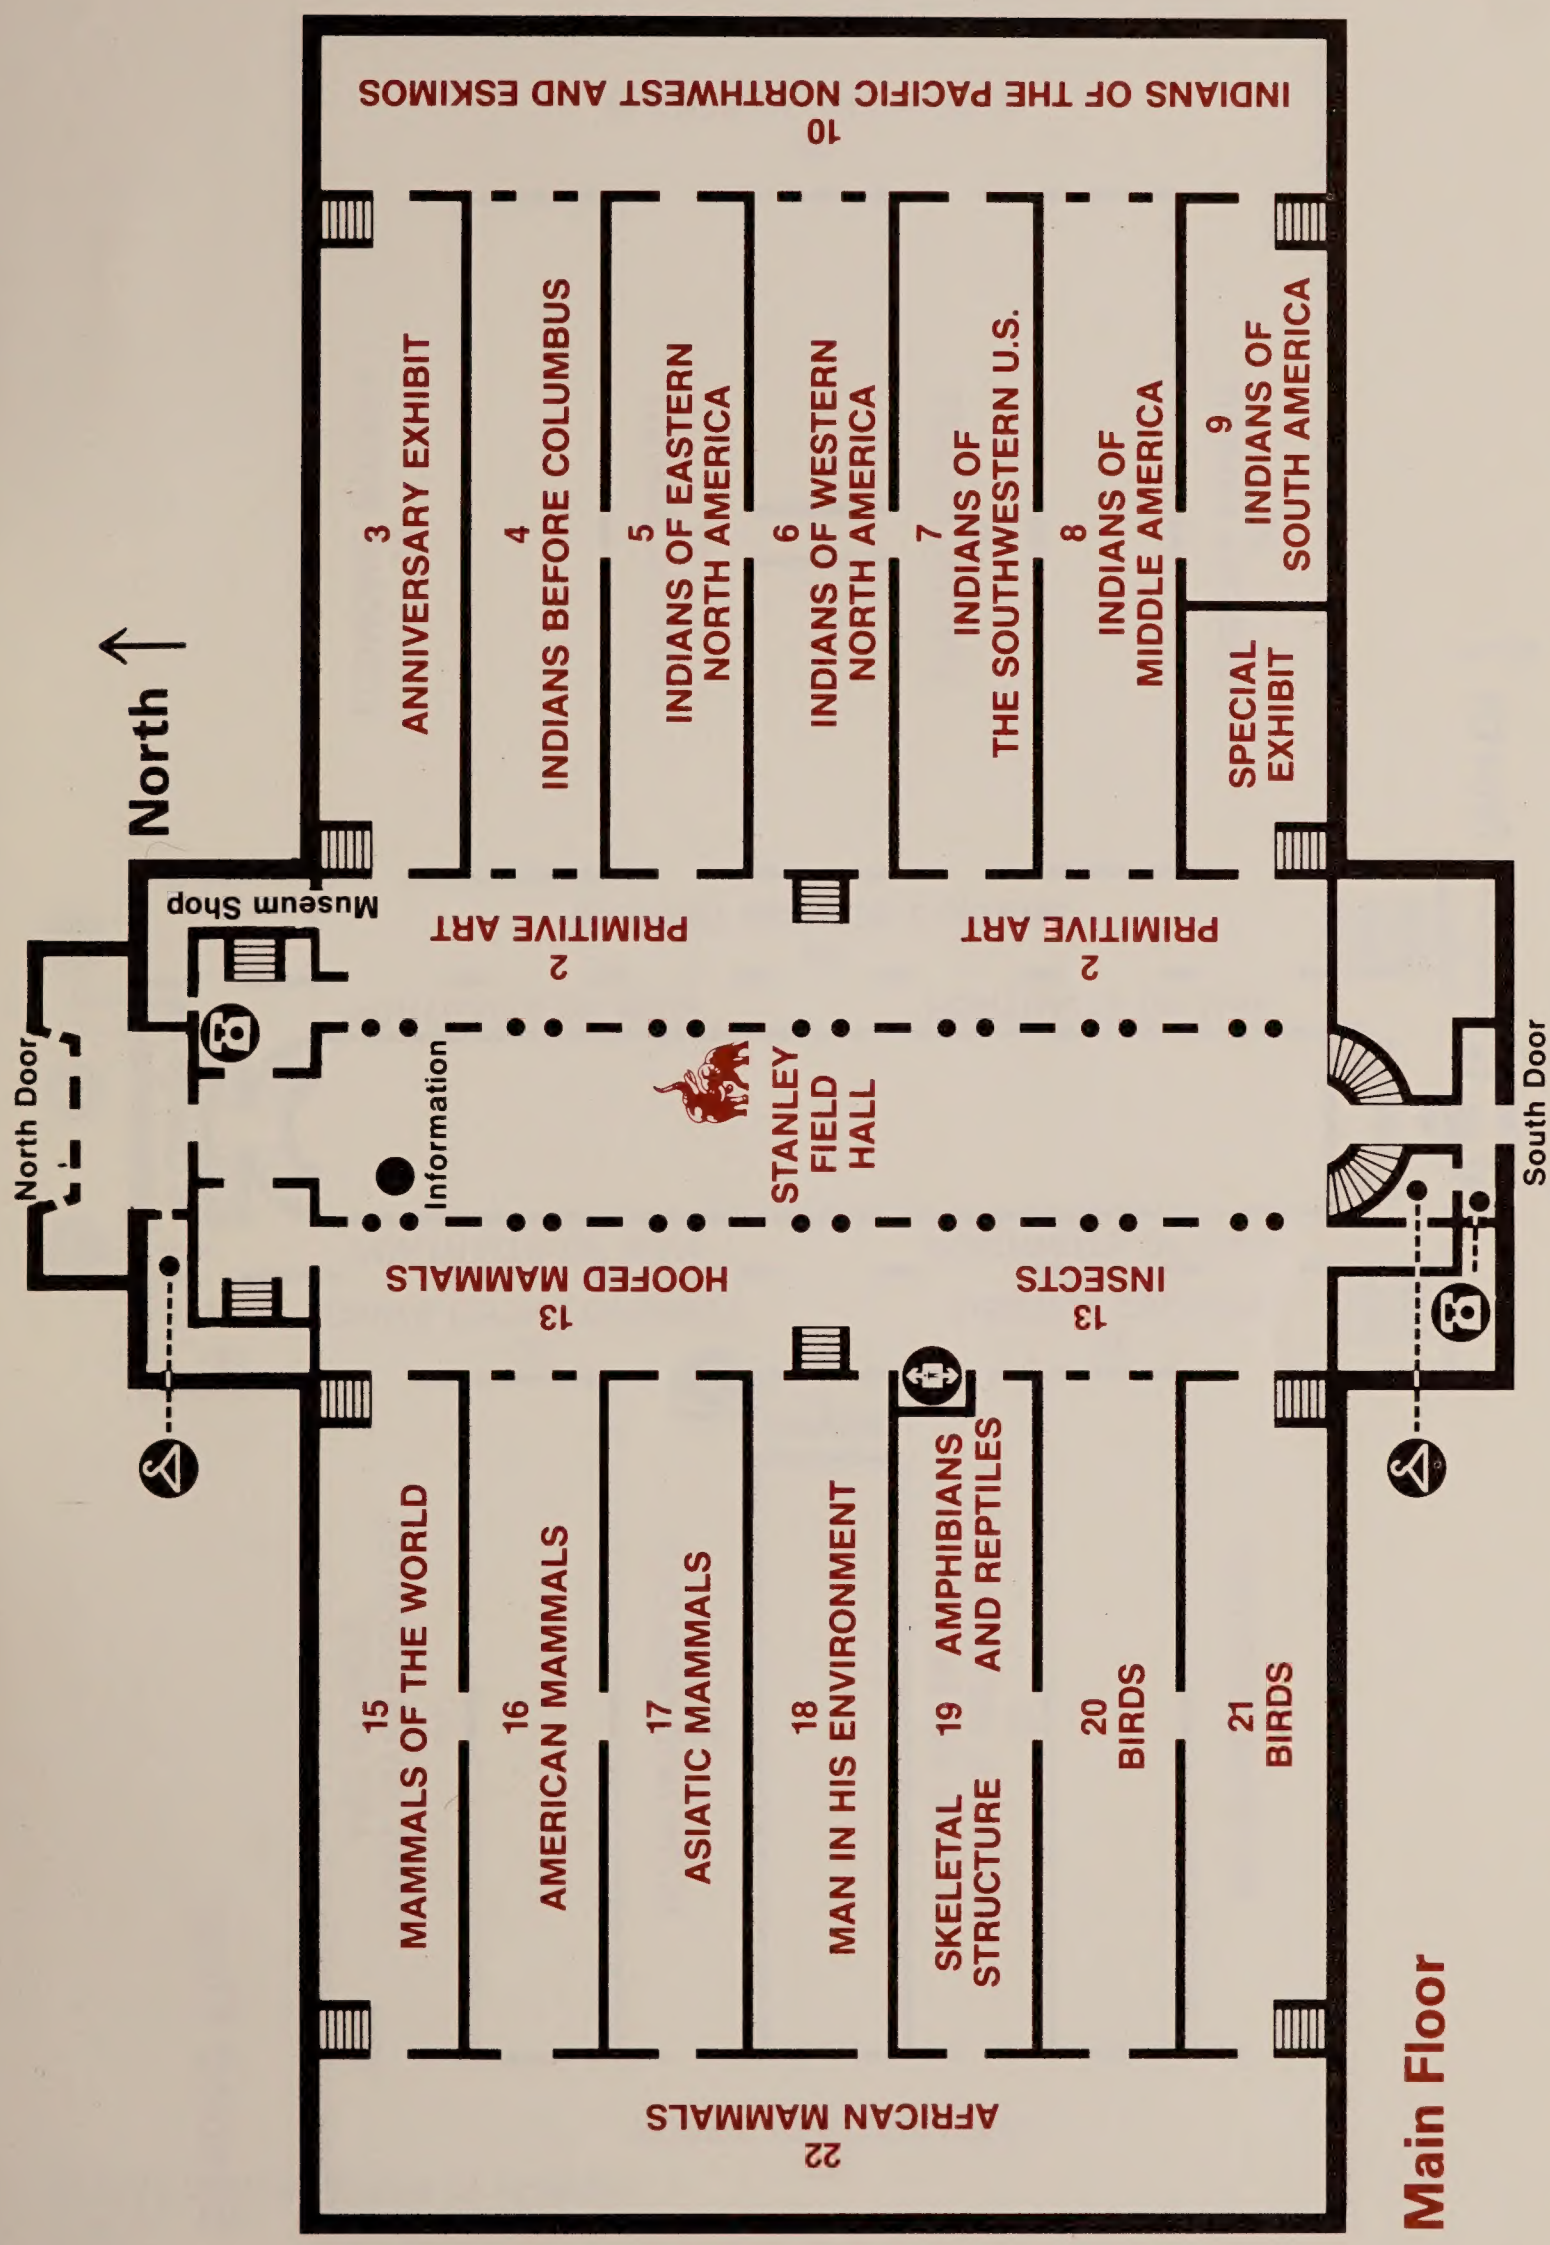 North
North Door
Museum Shop
Information
STANLEY
FIELD
HALL
2
PRIMITIVE ART
2
PRIMITIVE ART
3
ANNIVERSARY EXHIBIT
4
INDIANS BEFORE COLUMBUS
5
INDIANS OF EASTERN
NORTH AMERICA
6
INDIANS OF WESTERN
NORTH AMERICA
7
INDIANS OF
THE SOUTHWESTERN U.S.
8
INDIANS OF
MIDDLE AMERICA
9
INDIANS OF
SOUTH AMERICA
SPECIAL
EXHIBIT
10
INDIANS OF THE PACIFIC NORTHWEST AND ESKIMOS
13
HOOFED MAMMALS
13
INSECTS
15
MAMMALS OF THE WORLD
16
AMERICAN MAMMALS
17
ASIATIC MAMMALS
18
MAN IN HIS ENVIRONMENT
19
SKELETAL
STRUCTURE
AMPHIBIANS
AND REPTILES
20
BIRDS
21
BIRDS
22
AFRICAN MAMMALS
South Door
Main Floor